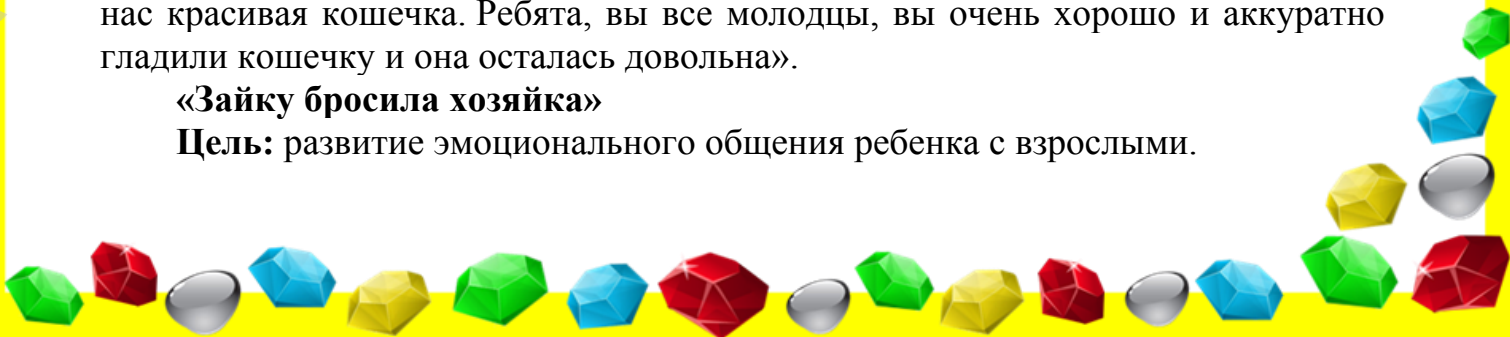 нас красивая кошечка. Ребята, вы все молодцы, вы очень хорошо и аккуратно
гладили кошечку и она осталась довольна».
«Зайку бросила хозяйка»
Цель: развитие эмоционального общения ребенка с взрослыми.